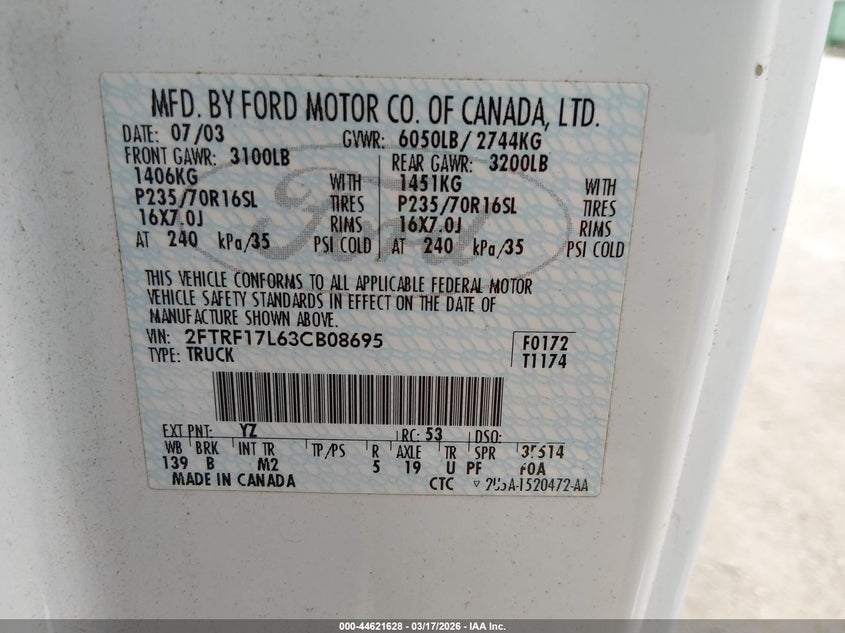 MFD. BY FORD MOTOR CO. OF CANADA, LTD.
DATE: 07/03 GVWR: 6050LB/ 2744KG
FRONT GAWR: 3100LB REAR GAWR: 3200LB
1406KG WITH 1451KG WITH
P235/70R16SL TIRES P235/70R16SL TIRES
16X7.0J RIMS 16X7.0J RIMS
AT 240 kPa/35 PSI COLD AT 240 kPa/35 PSI COLD
Ford
THIS VEHICLE CONFORMS TO ALL APPLICABLE FEDERAL MOTOR
VEHICLE SAFETY STANDARDS IN EFFECT ON THE DATE OF
MANUFACTURE SHOWN ABOVE.
VIN: 2FTRF17L63CB08695 F0172
TYPE: TRUCK T1174
EXT PNT: YZ RC: 53 DSO:
WB BRK INT TR TP/PS R AXLE TR SPR
139 B M2 5 19 U PF
MADE IN CANADA CTC
000-44621628 - 03/17/2026 - IAA Inc.